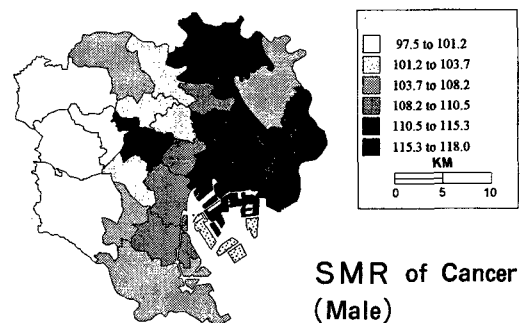 97.5 to 101.2
101.2 to 103.7
103.7 to 108.2
108.2 to 110.5
110.5 to 115.3
115.3 to 118.0
KM
0 5 10
SMR of Cancer
(Male)